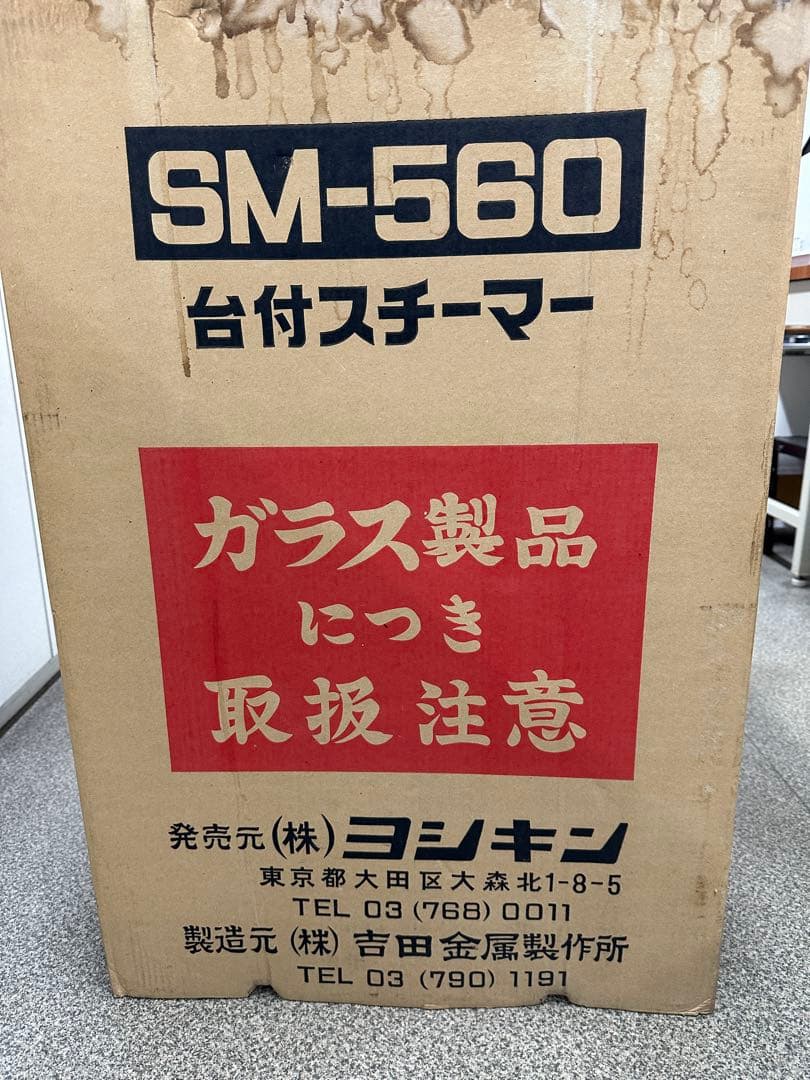 SM-560
台付スチーマー
ガラス製品
につき
取扱注意
発売元(株)ヨシキン
東京都大田区大森北1-8-5
TEL 03(768)0011
製造元(株)吉田金属製作所
TEL 03(790)1191